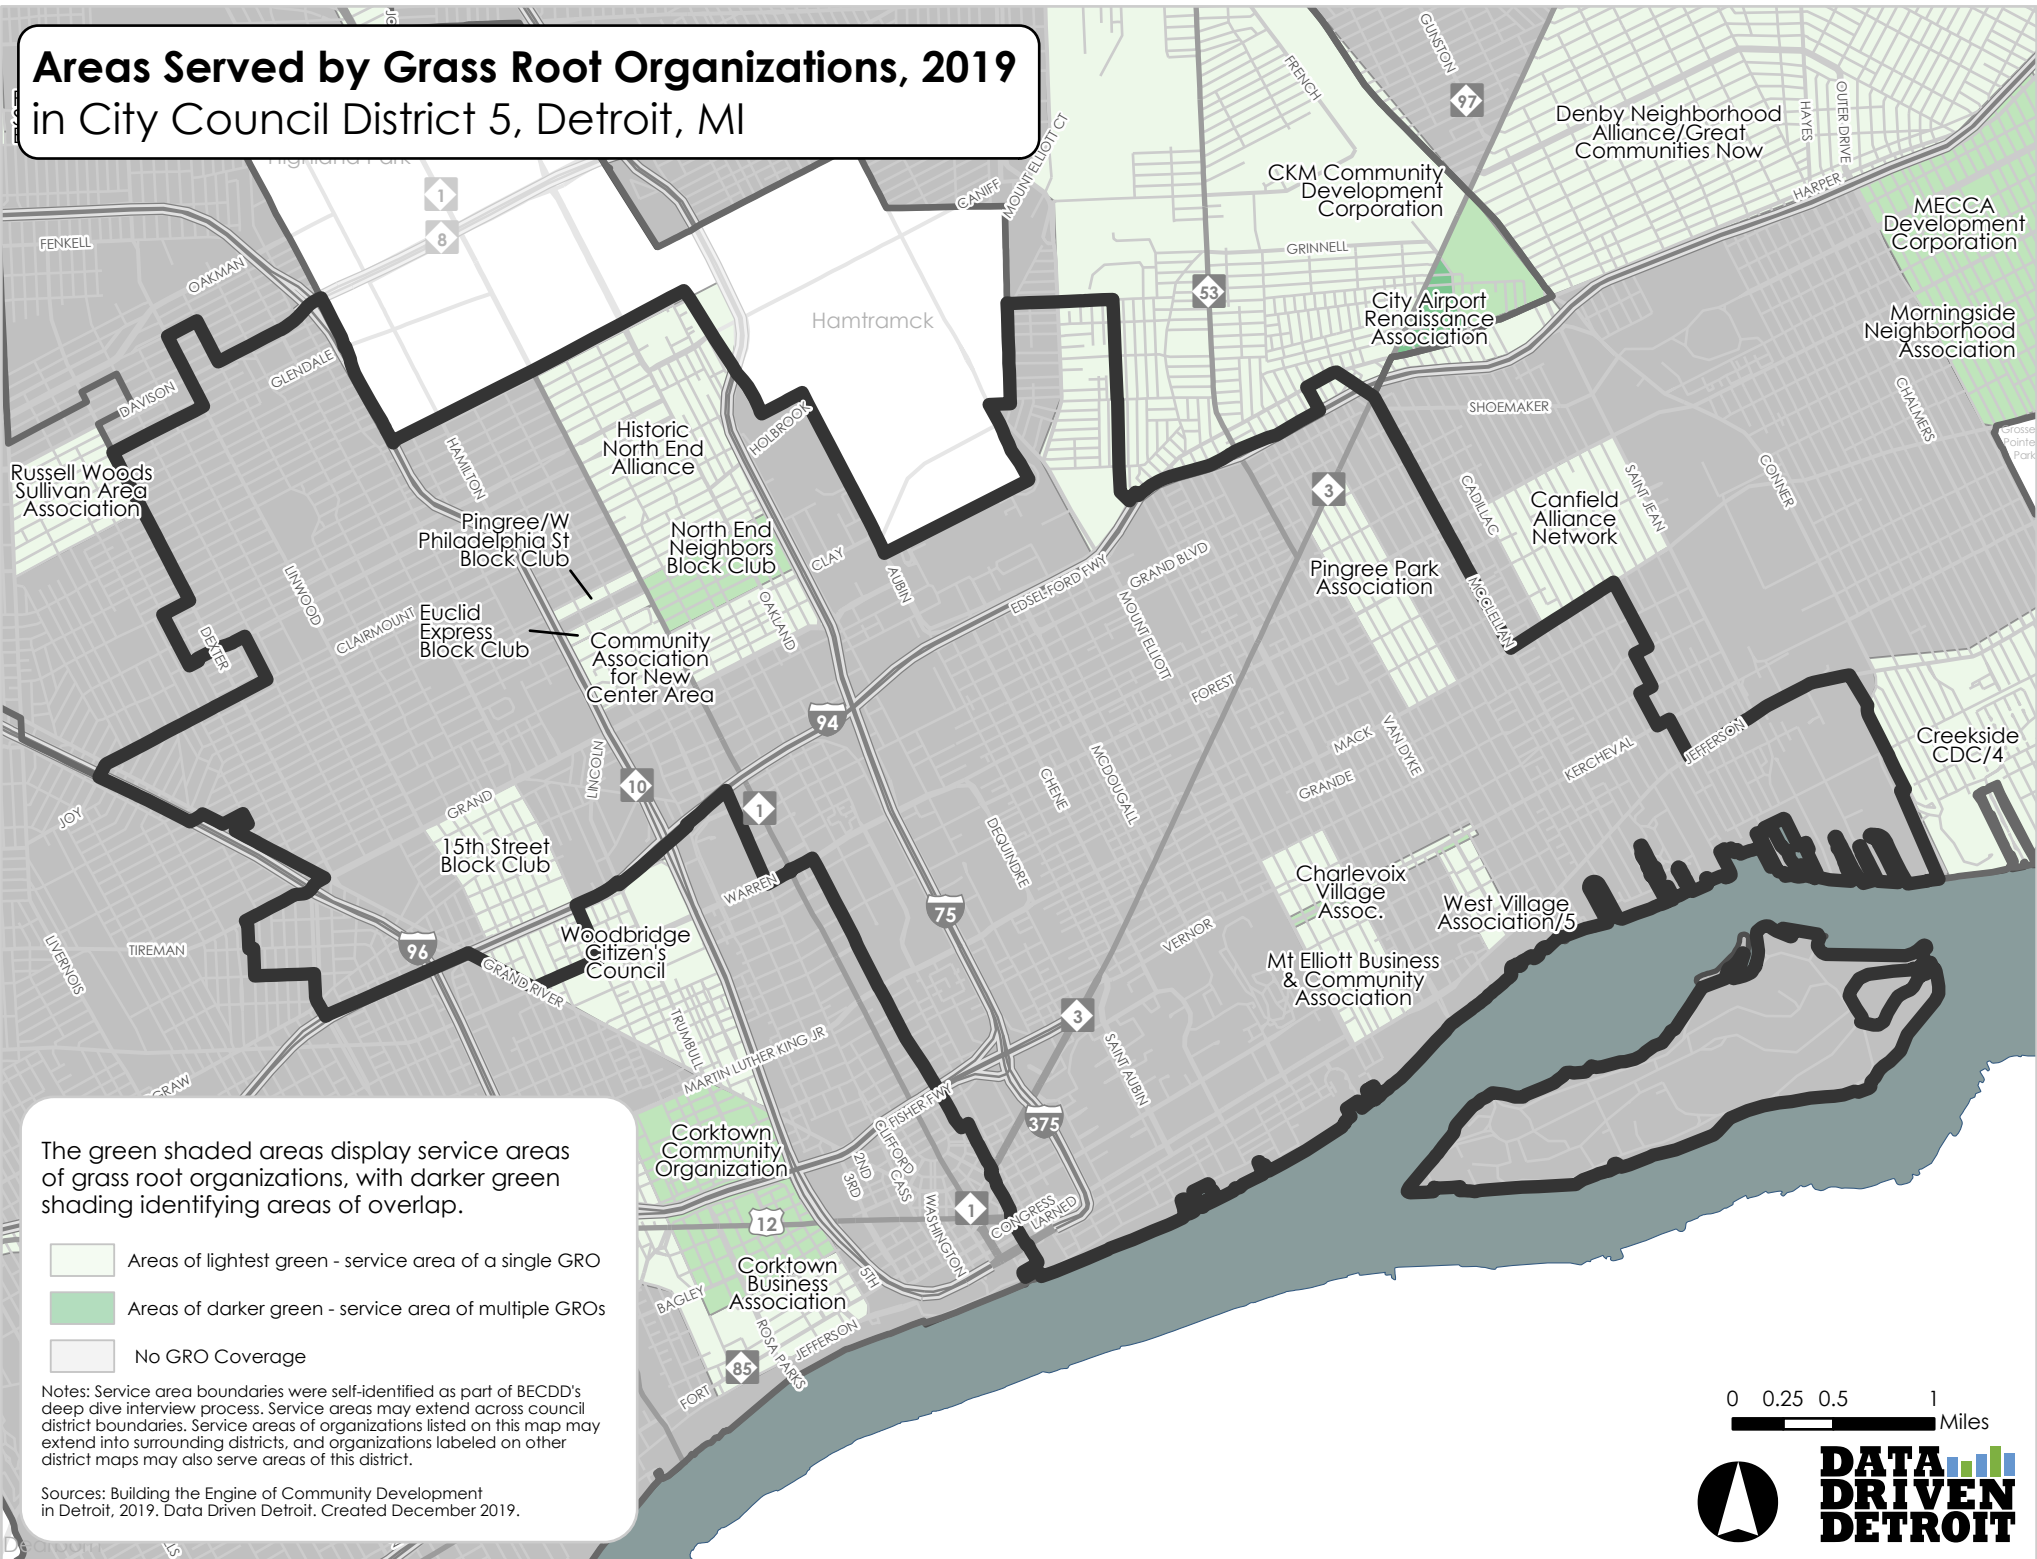 Areas Served by Grass Root Organizations, 2019
in City Council District 5, Detroit, MI
Highland Park
1
8
FENKELL
OAKMAN
DAVISON
GLENDALE
Russell Woods
Sullivan Area
Association
HAMILTON
Historic
North End
Alliance
HOLBROOK
Hamtramck
CANIFF
MOUNT ELLIOTT CT
FRENCH
GUNSTON
97
Denby Neighborhood
Alliance/Great
Communities Now
HAYES
OUTER DRIVE
HARPER
CKM Community
Development
Corporation
GRINNELL
53
City Airport
Renaissance
Association
MECCA
Development
Corporation
Morningside
Neighborhood
Association
CHALMERS
Grosse
Pointe
Park
SHOEMAKER
CADILLAC
Canfield
Alliance
Network
SAINT JEAN
CONNER
3
Pingree/W
Philadelphia St
Block Club
North End
Neighbors
Block Club
CLAY
AUBIN
EDSEL FORD FWY
GRAND BLVD
MOUNT ELLIOTT
Pingree Park
Association
MCCLELLAN
LINWOOD
CLAIRMOUNT
DEXTER
Euclid
Express
Block Club
OAKLAND
Community
Association
for New
Center Area
FOREST
94
VAN DYKE
MACK
GRANDE
KERCHEVAL
JEFFERSON
Creekside
CDC/4
LINCOLN
10
1
CHENE
MCDOUGALL
JOY
GRAND
15th Street
Block Club
WARREN
DEQUINDRE
75
Charlevoix
Village
Assoc.
West Village
Association/5
LIVERNOIS
TIREMAN
96
GRAND RIVER
Woodbridge
Citizen's
Council
VERNOR
Mt Elliott Business
& Community
Association
TRUMBULL
MARTIN LUTHER KING JR
3
SAINT AUBIN
FISHER FWY
375
GRAW
Corktown
Community
Organization
CLIFFORD
2ND
3RD
CASS
WASHINGTON
1
CONGRESS
LARNED
12
Corktown
Business
Association
5TH
BAGLEY
ROSA PARKS
JEFFERSON
85
FORT
The green shaded areas display service areas
of grass root organizations, with darker green
shading identifying areas of overlap.
Areas of lightest green - service area of a single GRO
Areas of darker green - service area of multiple GROs
No GRO Coverage
Notes: Service area boundaries were self-identified as part of BECDD's
deep dive interview process. Service areas may extend across council
district boundaries. Service areas of organizations listed on this map may
extend into surrounding districts, and organizations labeled on other
district maps may also serve areas of this district.
Sources: Building the Engine of Community Development
in Detroit, 2019. Data Driven Detroit. Created December 2019.
Dearborn
0 0.25 0.5 1
Miles
DATA
DRIVEN
DETROIT